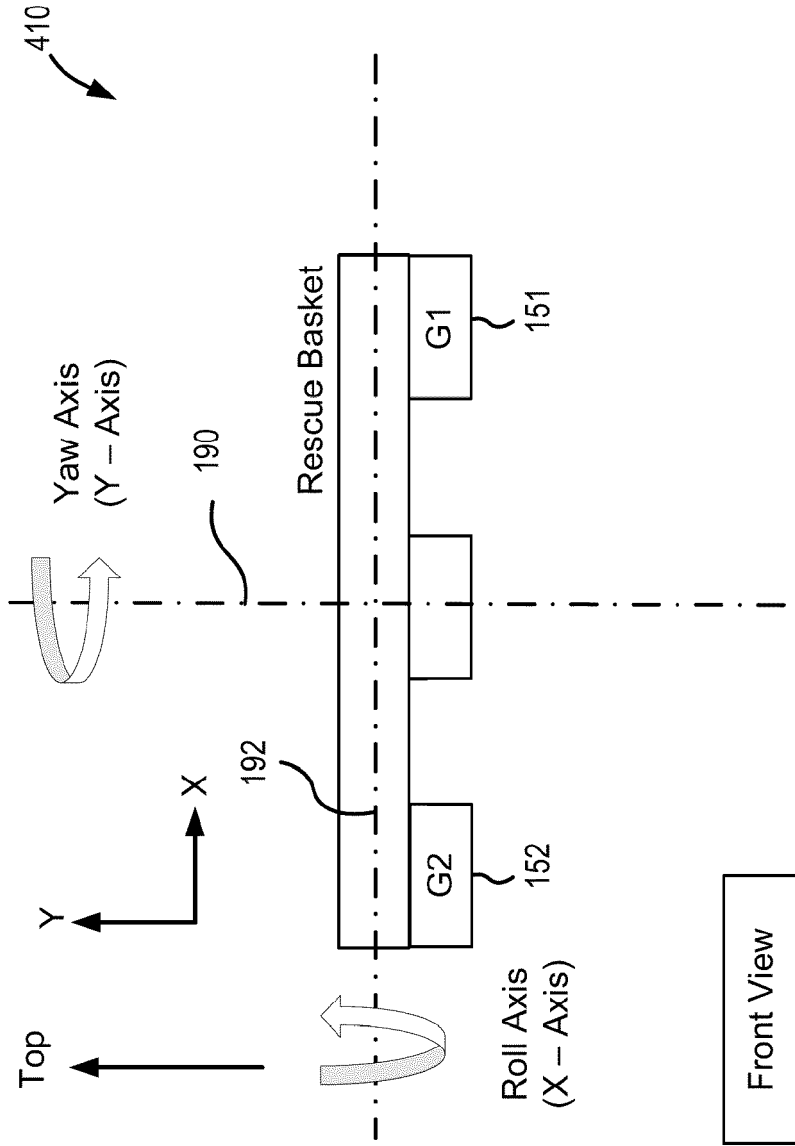 410
Top
Y
X
Yaw Axis
(Y – Axis)
190
192
Rescue Basket
G2
G1
152
151
Roll Axis
(X – Axis)
Front View